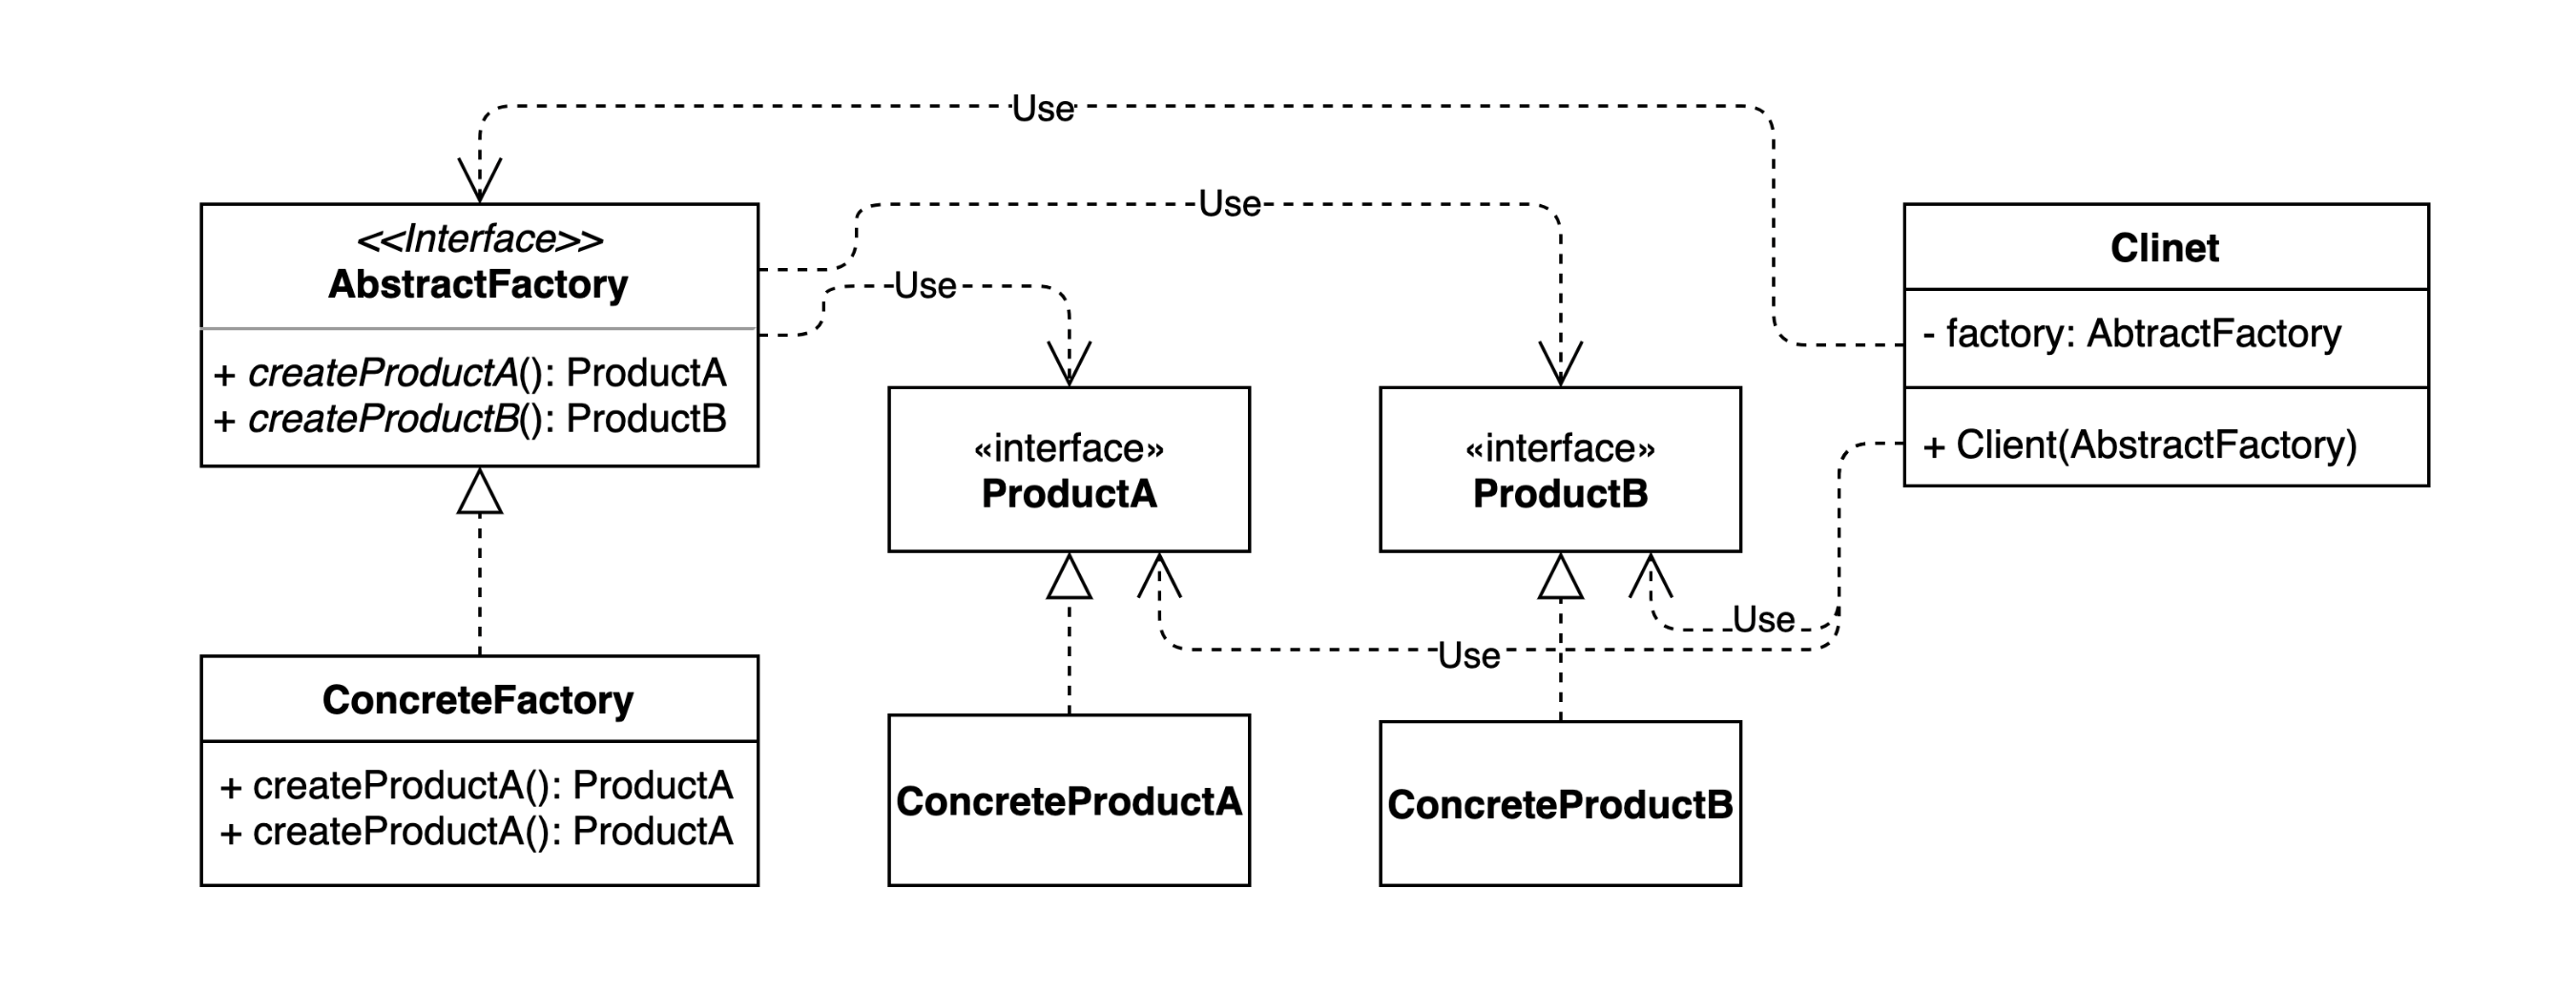 Use
Use
<<Interface>>
AbstractFactory
Use
+ createProductA(): ProductA
+ createProductB(): ProductB
Clinet
- factory: AbtractFactory
+ Client(AbstractFactory)
«interface»
ProductA
«interface»
ProductB
Use
Use
ConcreteFactory
+ createProductA(): ProductA
+ createProductA(): ProductA
ConcreteProductA
ConcreteProductB